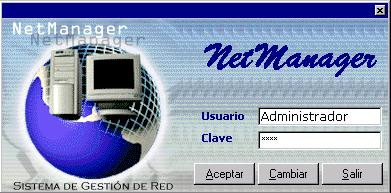 NetManager
NetManager
NetManager
Usuario Administrador
Clave ****
Aceptar Cambiar Salir
SISTEMA DE GESTIÓN DE RED